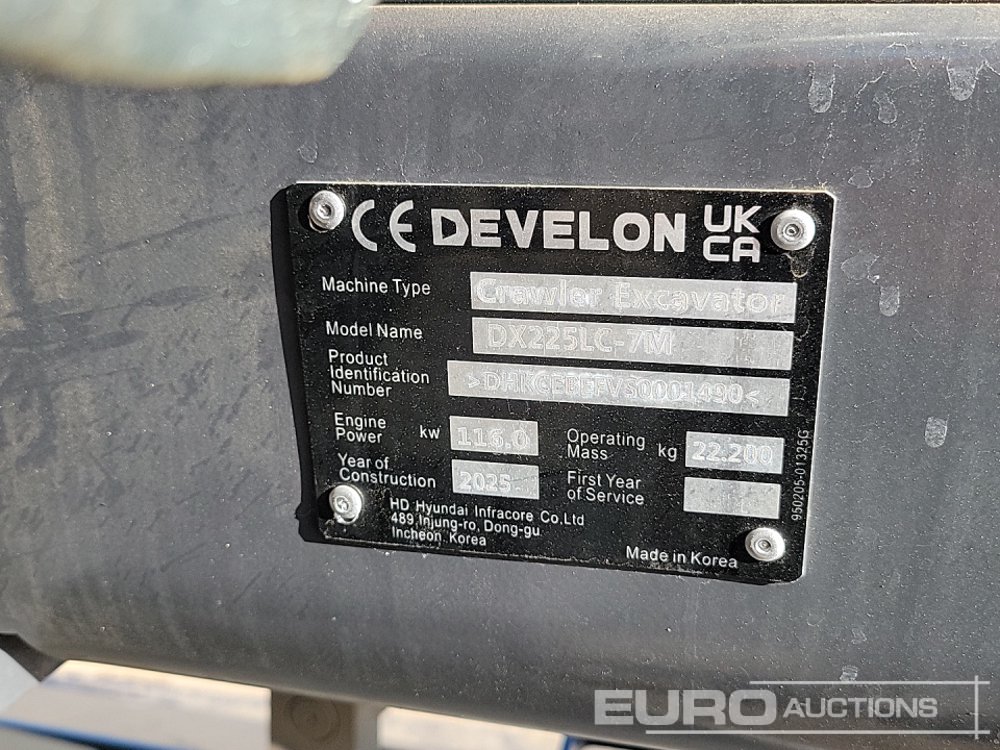 CE DEVELON UK CA
Machine Type Crawler Excavator
Model Name DX225LC-7M
Product Identification Number
Engine Power kw 116.0
Operating Mass kg 22.200
Year of Construction 2025
First Year of Service
HD Hyundai Infracore Co.Ltd
489, Injung-ro, Dong-gu
Incheon, Korea
Made in Korea
950205-01325G
EURO AUCTIONS